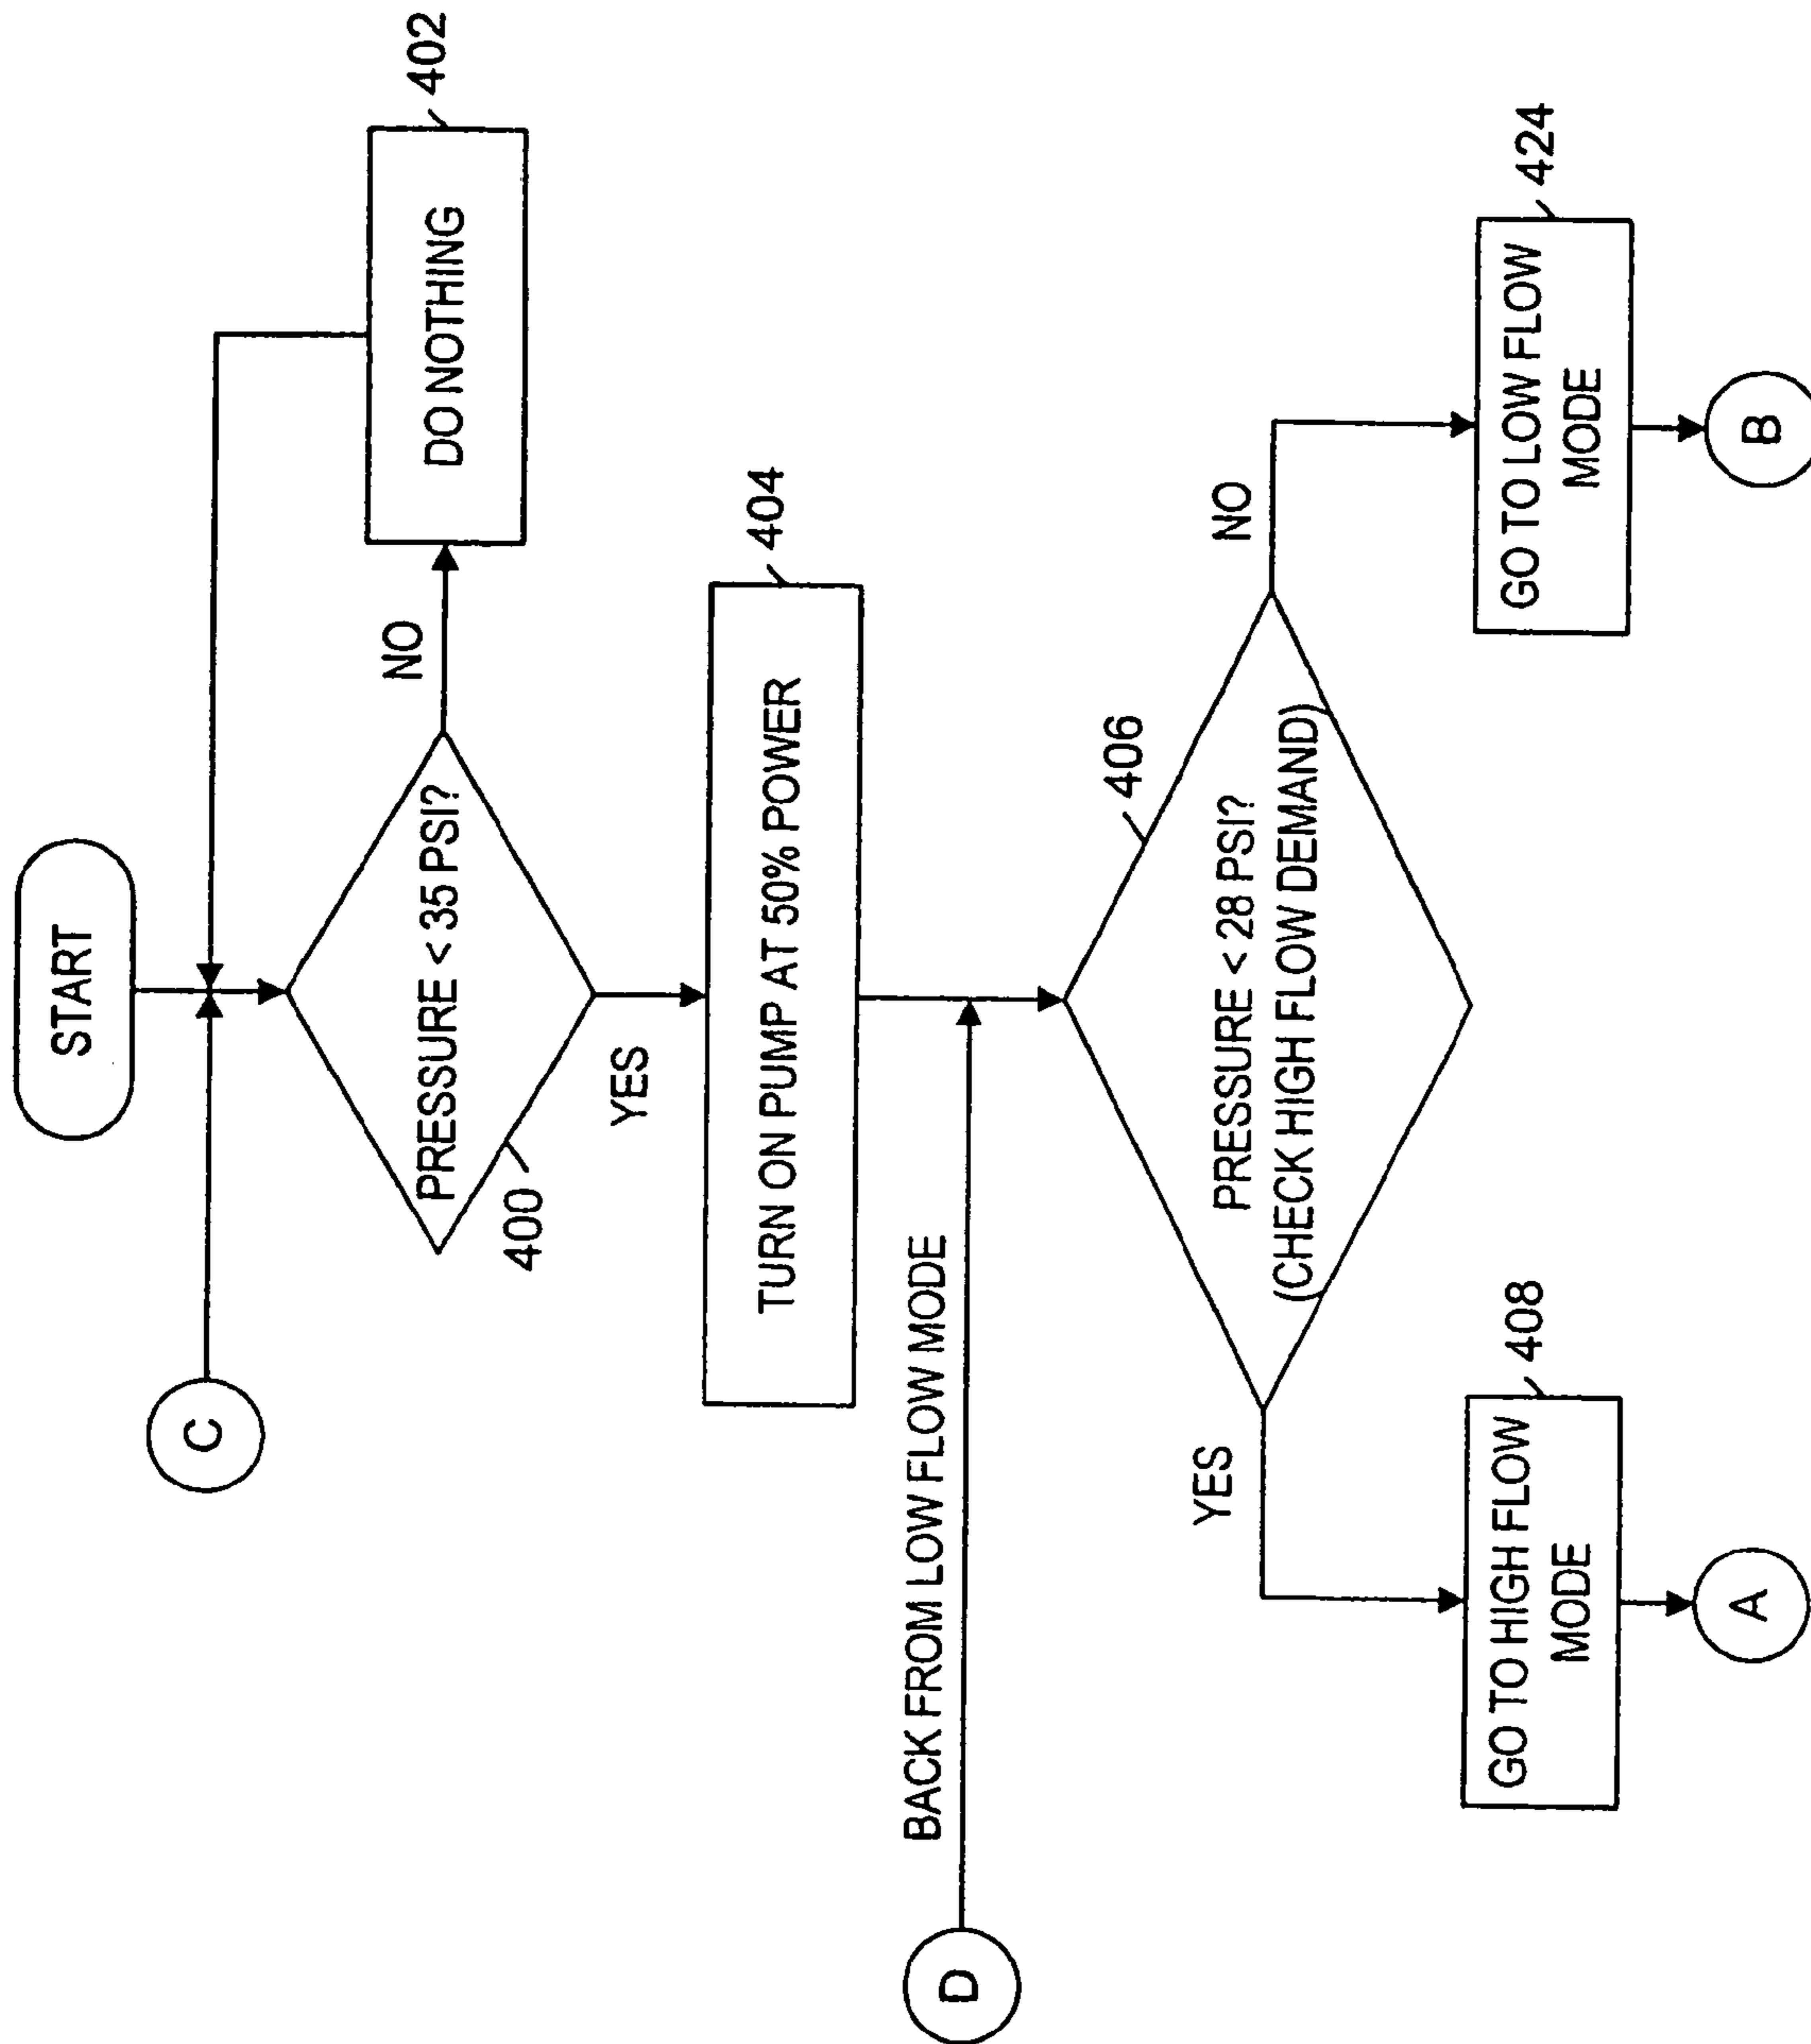 START
C
PRESSURE < 35 PSI?
400
NO
DO NOTHING
402
YES
TURN ON PUMP AT 50% POWER
404
D
BACK FROM LOW FLOW MODE
PRESSURE < 28 PSI?
(CHECK HIGH FLOW DEMAND)
406
YES
NO
GO TO HIGH FLOW
MODE
408
GO TO LOW FLOW
MODE
424
A
B